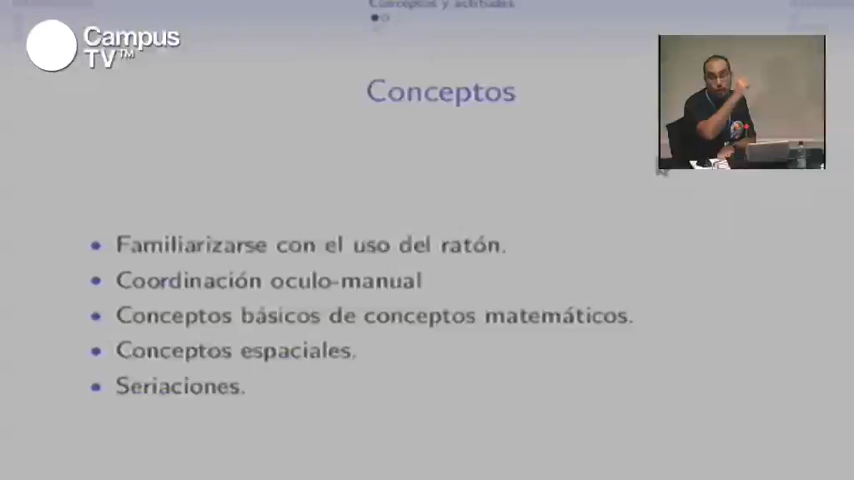 Conceptos y actitudes
Campus
TV™
Conceptos
Familiarizarse con el uso del ratón.
Coordinación oculo-manual
Conceptos básicos de conceptos matemáticos.
Conceptos espaciales.
Seriaciones.